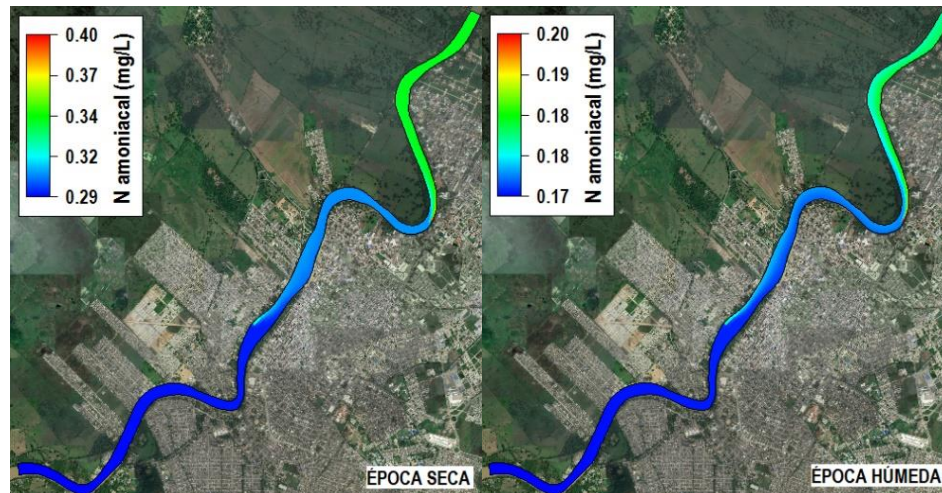 0.40
0.37
0.34
0.32
0.29
N amoniacal (mg/L)
ÉPOCA SECA
0.20
0.19
0.18
0.18
0.17
N amoniacal (mg/L)
ÉPOCA HÚMEDA